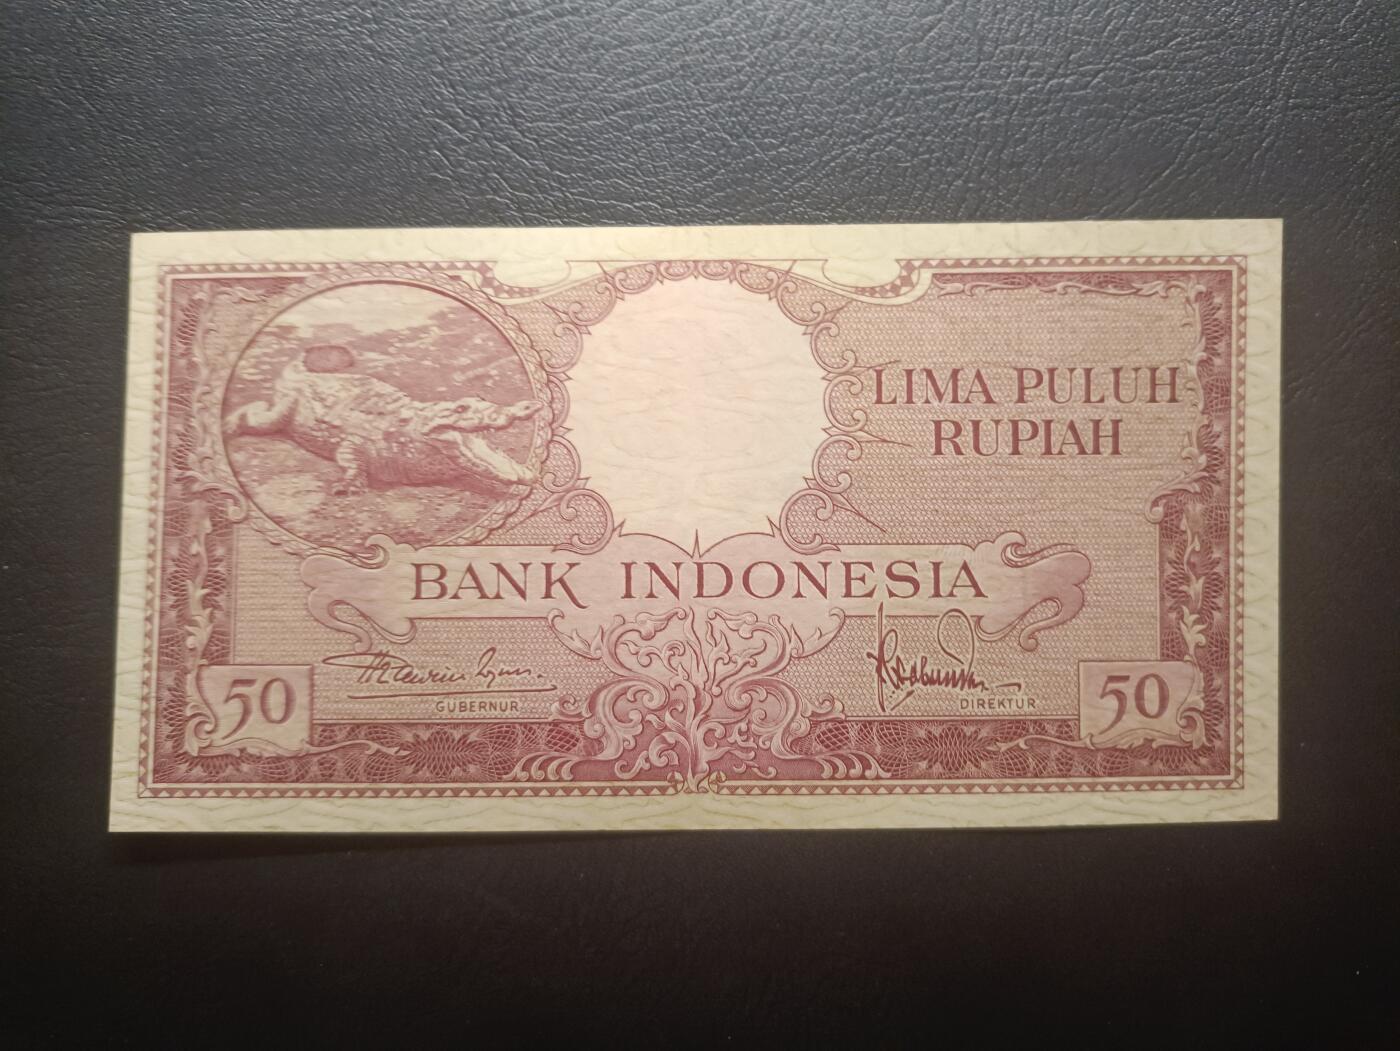 LIMA PULUH
RUPIAH
BANK INDONESIA
GUBERNUR
DIREKTUR
50
50